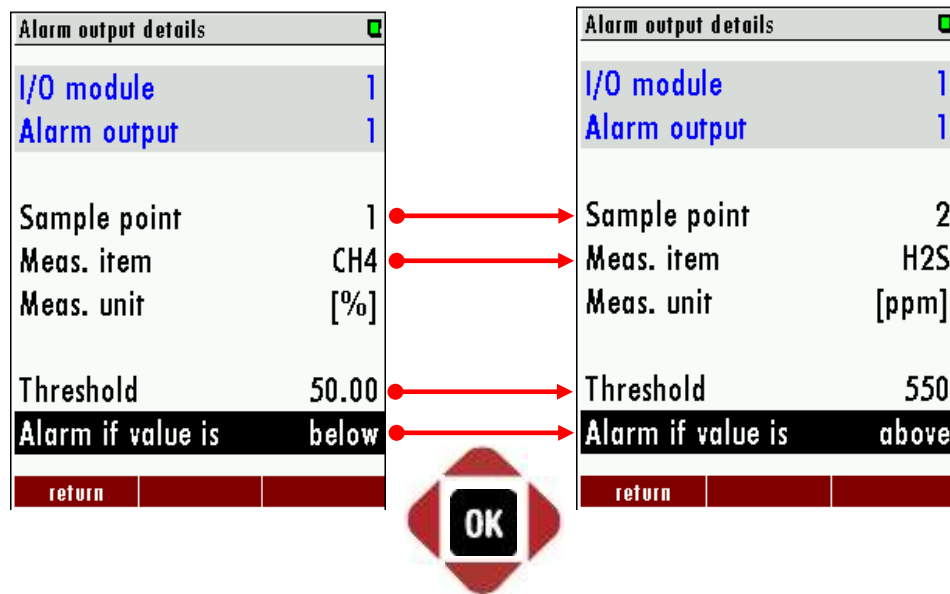 Alarm output details
I/O module 1
Alarm output 1
Sample point 1
Meas. item CH4
Meas. unit [%]
Threshold 50.00
Alarm if value is below
return
Alarm output details
I/O module 1
Alarm output 1
Sample point 2
Meas. item H2S
Meas. unit [ppm]
Threshold 550
Alarm if value is above
return
OK